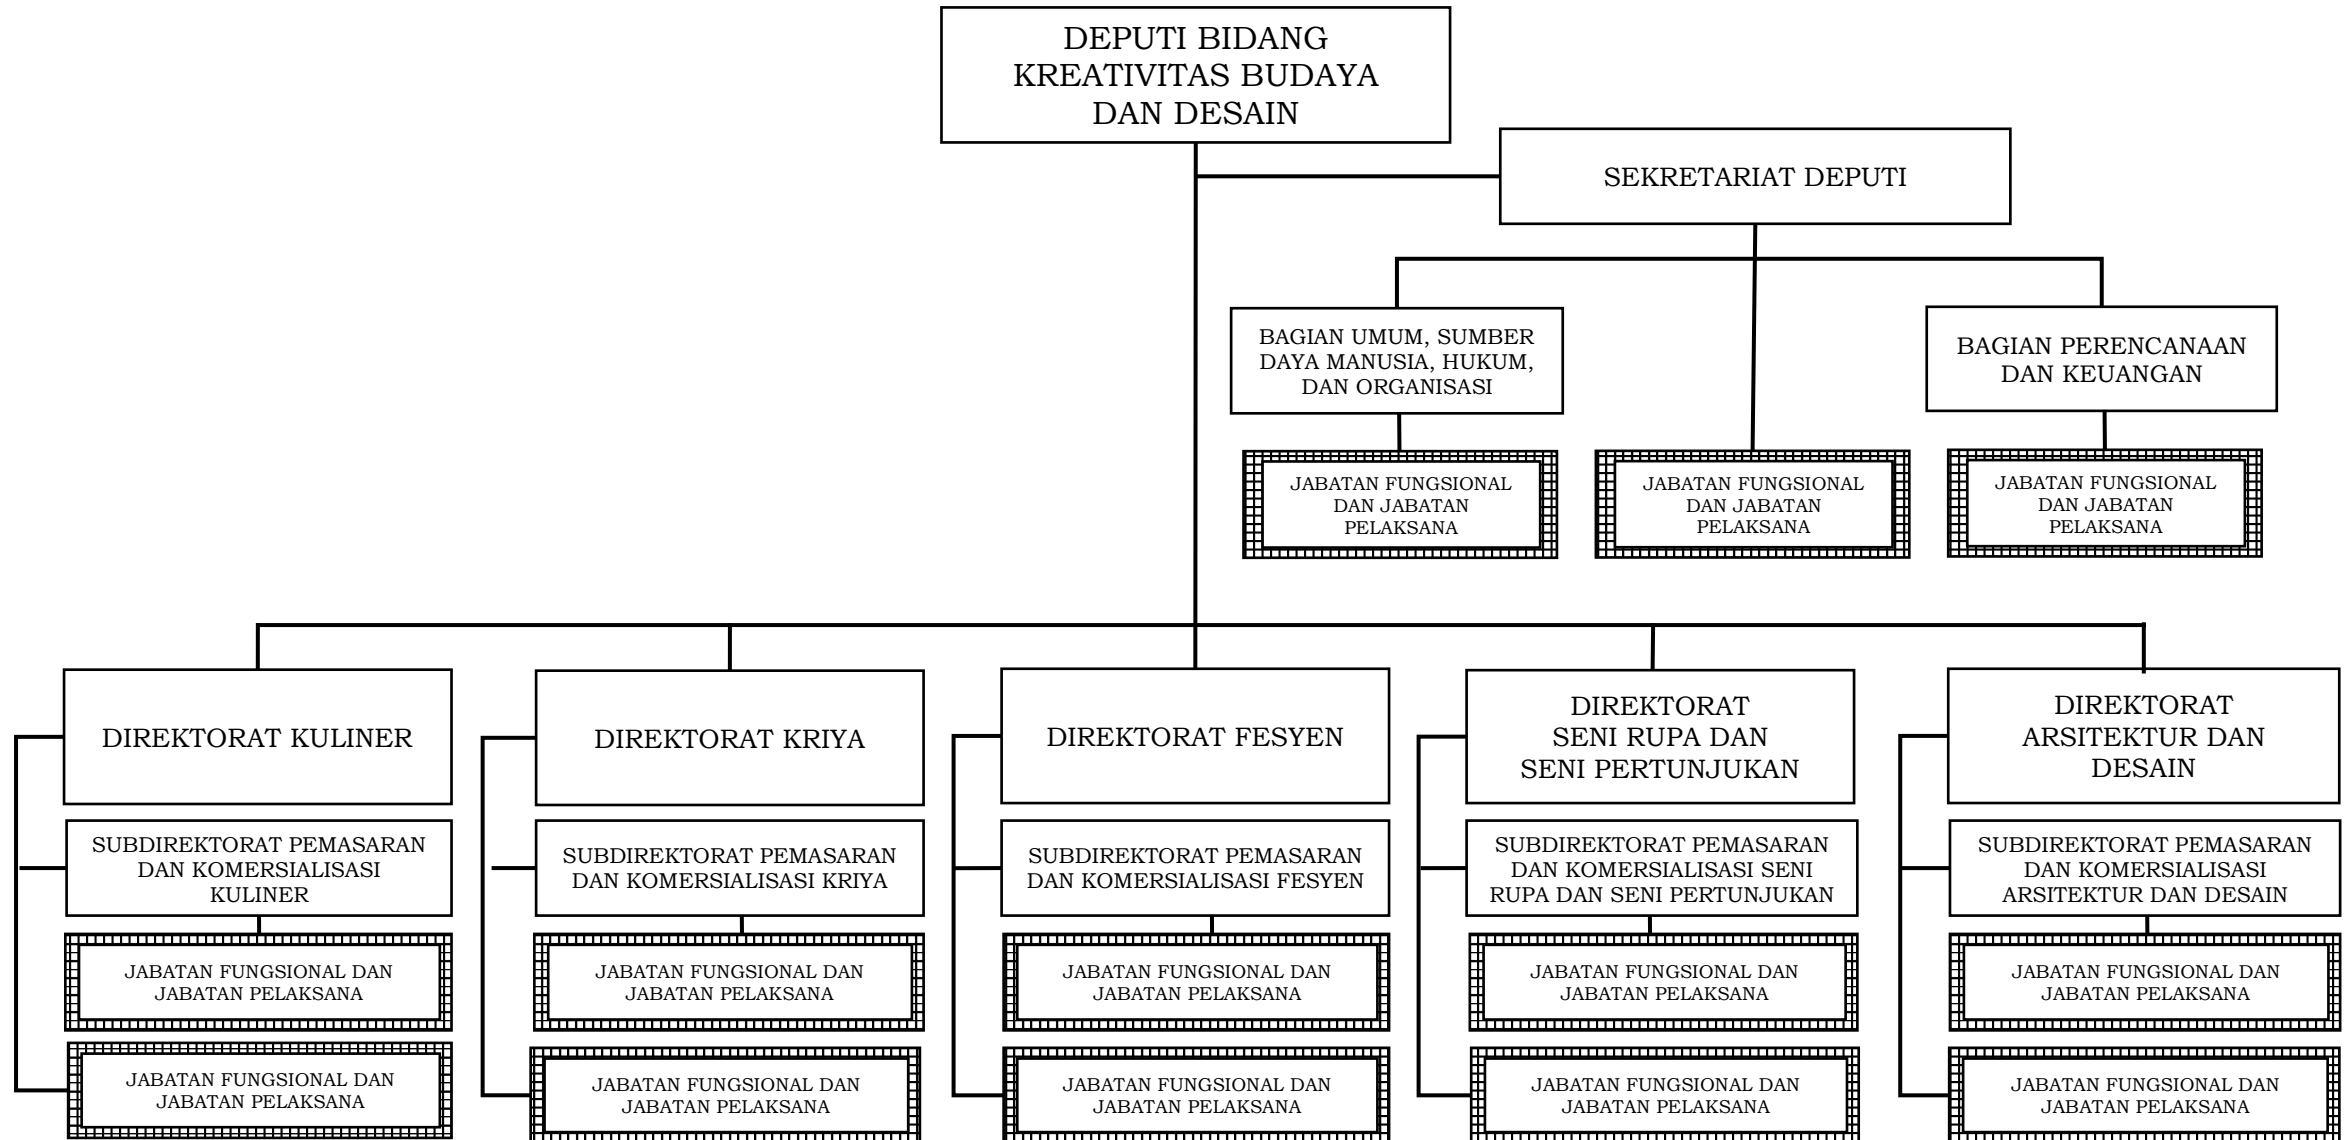 DEPUTI BIDANG
KREATIVITAS BUDAYA
DAN DESAIN
SEKRETARIAT DEPUTI
BAGIAN UMUM, SUMBER
DAYA MANUSIA, HUKUM,
DAN ORGANISASI
BAGIAN PERENCANAAN
DAN KEUANGAN
JABATAN FUNGSIONAL
DAN JABATAN
PELAKSANA
JABATAN FUNGSIONAL
DAN JABATAN
PELAKSANA
JABATAN FUNGSIONAL
DAN JABATAN
PELAKSANA
DIREKTORAT KULINER
DIREKTORAT KRIYA
DIREKTORAT FESYEN
DIREKTORAT
SENI RUPA DAN
SENI PERTUNJUKAN
DIREKTORAT
ARSITEKTUR DAN
DESAIN
SUBDIREKTORAT PEMASARAN
DAN KOMERSIALISASI
KULINER
SUBDIREKTORAT PEMASARAN
DAN KOMERSIALISASI KRIYA
SUBDIREKTORAT PEMASARAN
DAN KOMERSIALISASI FESYEN
SUBDIREKTORAT PEMASARAN
DAN KOMERSIALISASI SENI
RUPA DAN SENI PERTUNJUKAN
SUBDIREKTORAT PEMASARAN
DAN KOMERSIALISASI
ARSITEKTUR DAN DESAIN
JABATAN FUNGSIONAL DAN
JABATAN PELAKSANA
JABATAN FUNGSIONAL DAN
JABATAN PELAKSANA
JABATAN FUNGSIONAL DAN
JABATAN PELAKSANA
JABATAN FUNGSIONAL DAN
JABATAN PELAKSANA
JABATAN FUNGSIONAL DAN
JABATAN PELAKSANA
JABATAN FUNGSIONAL DAN
JABATAN PELAKSANA
JABATAN FUNGSIONAL DAN
JABATAN PELAKSANA
JABATAN FUNGSIONAL DAN
JABATAN PELAKSANA
JABATAN FUNGSIONAL DAN
JABATAN PELAKSANA
JABATAN FUNGSIONAL DAN
JABATAN PELAKSANA